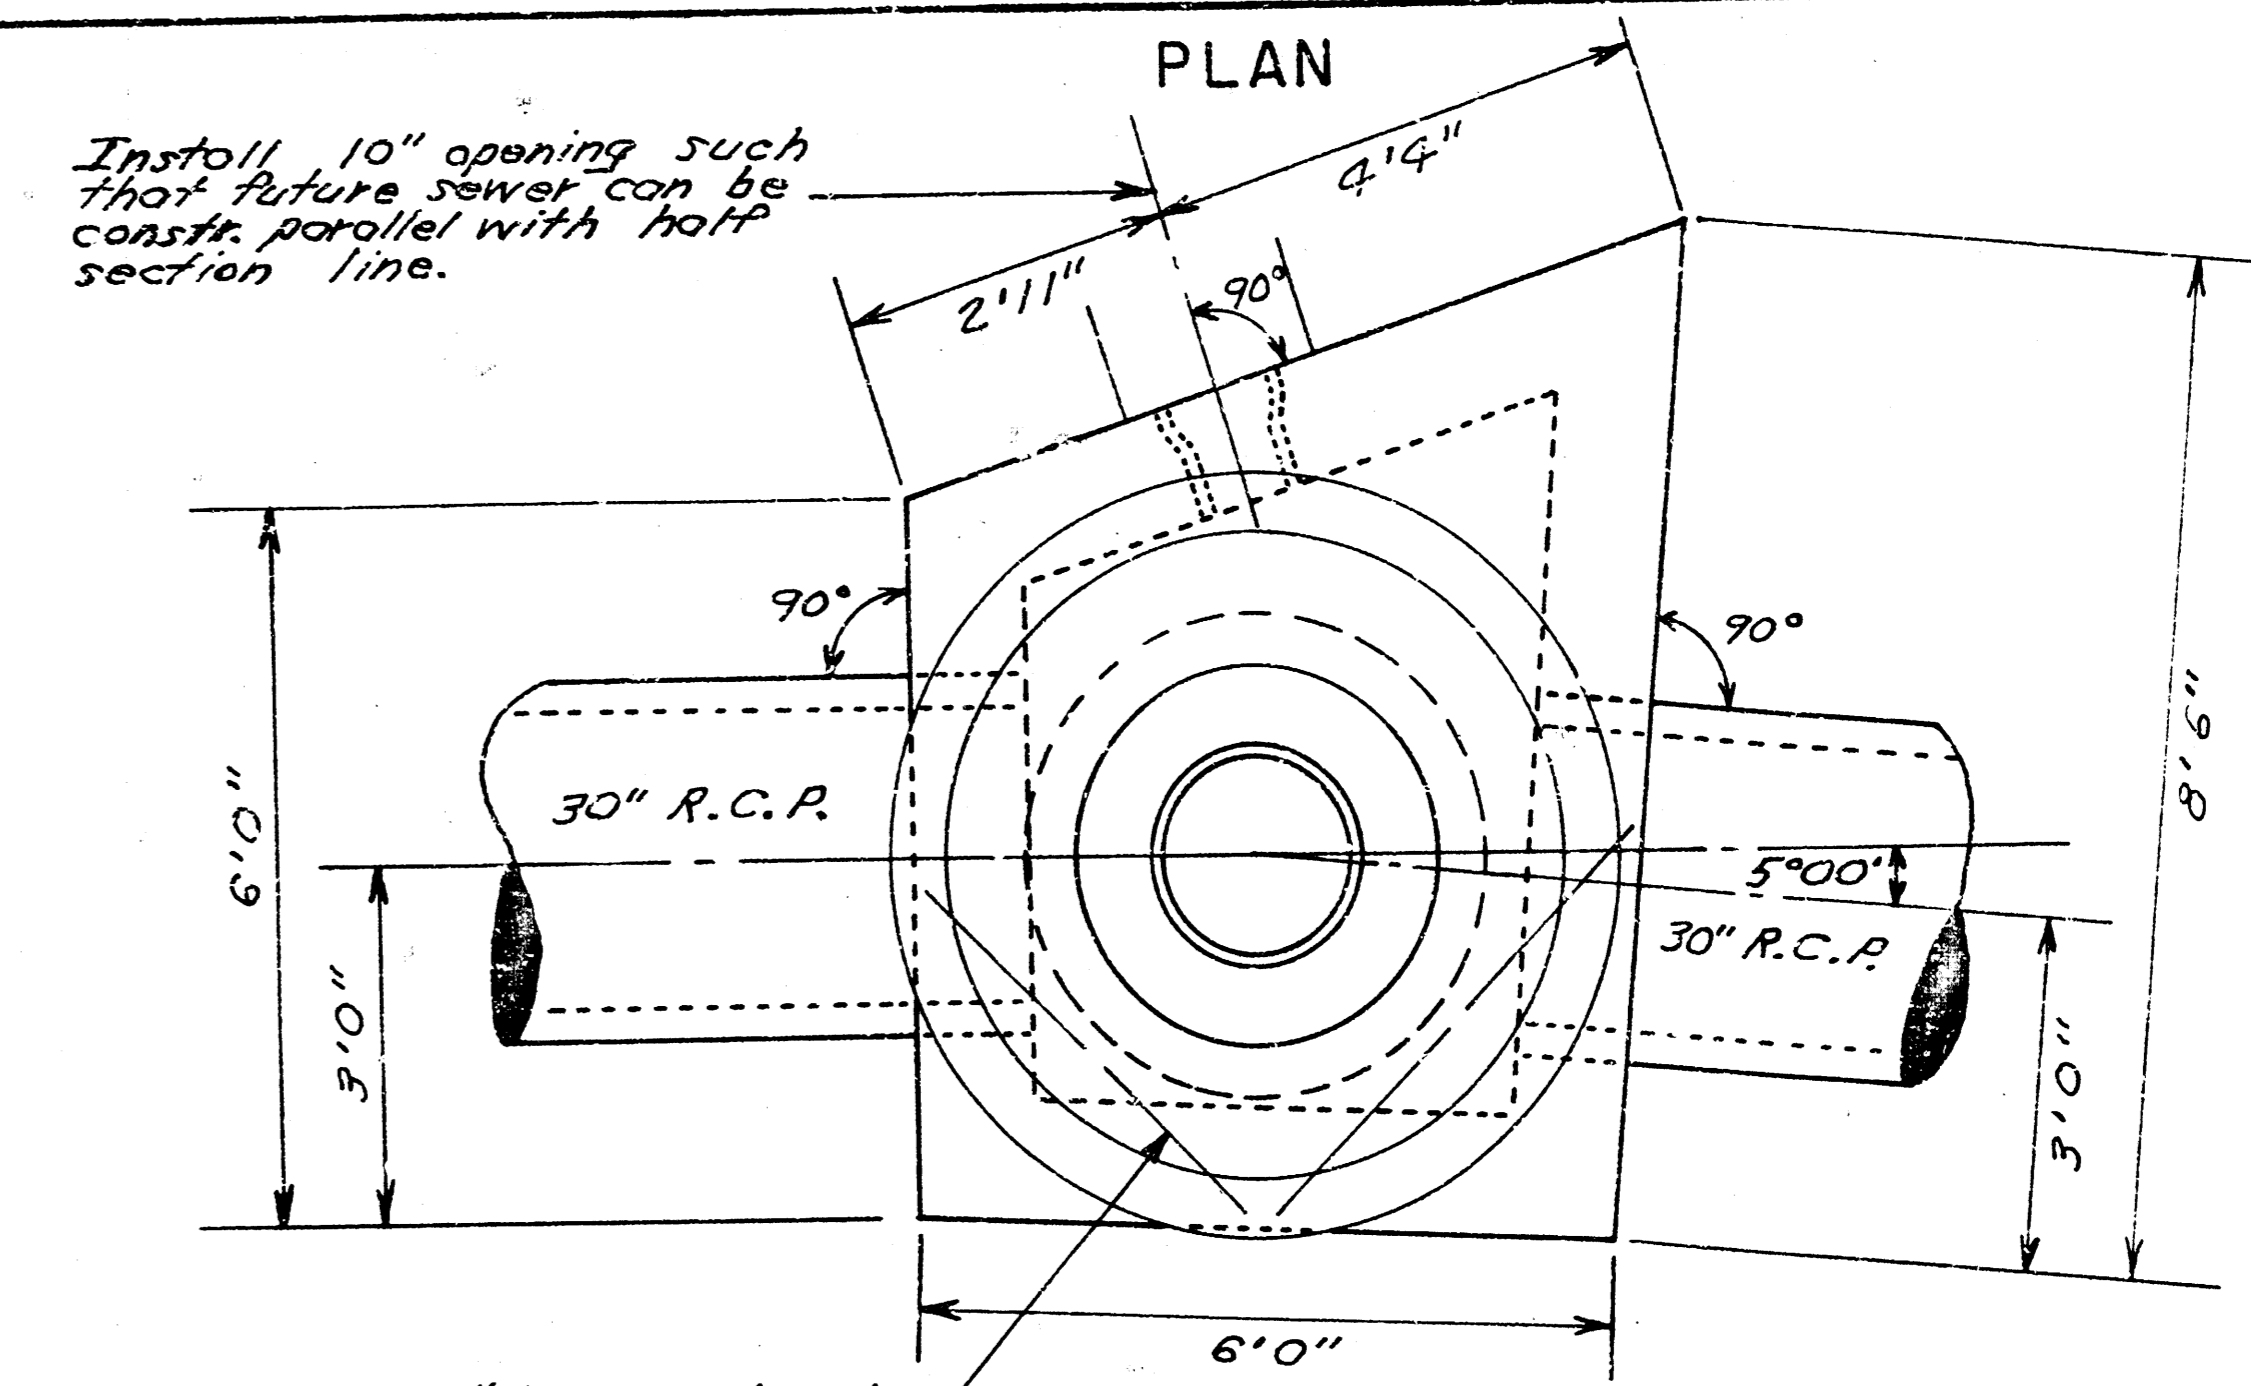 PLAN
Install 10" opening such
that future sewer can be
constr. parallel with half
section line.
4'4"
2'11"
90°
90°
90°
8'6"
6'0"
30" R.C.P.
5°00'
30" R.C.P.
3'0"
3'0"
6'0"